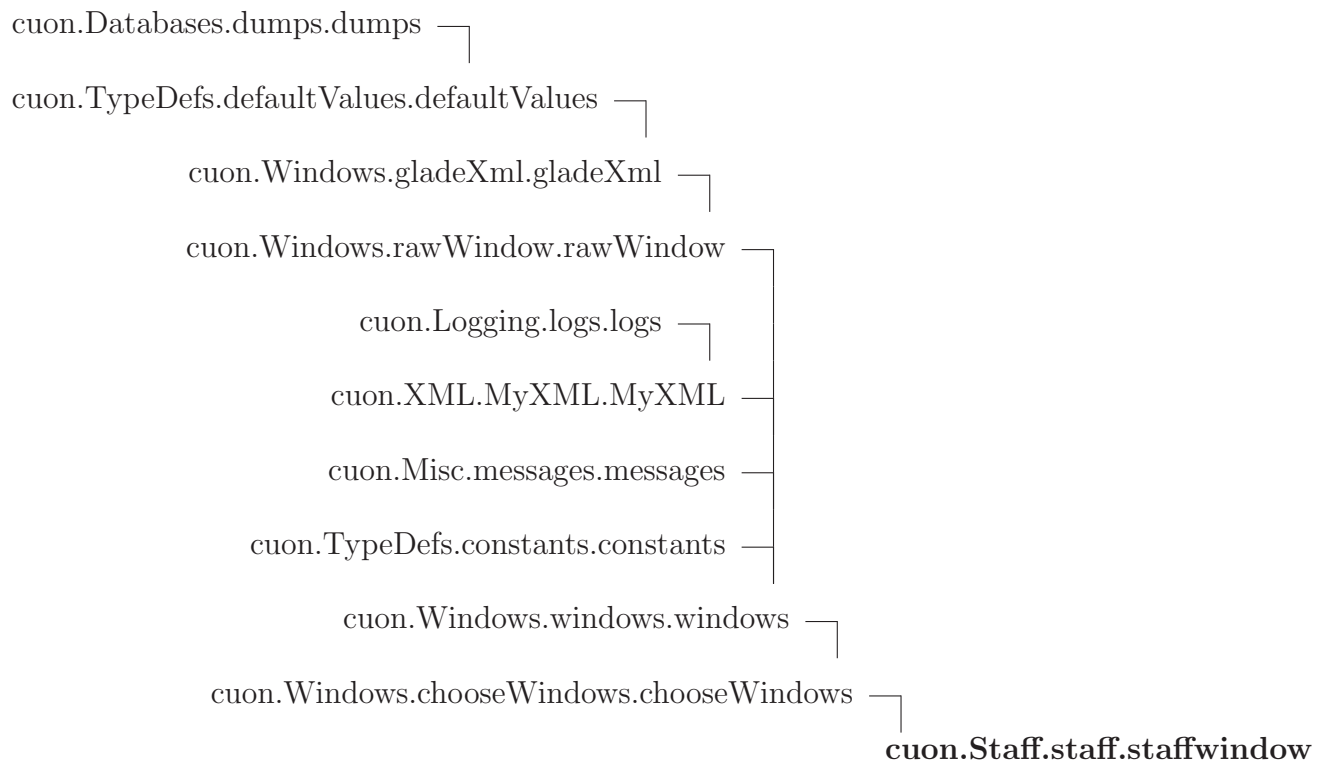 cuon.Databases.dumps.dumps
cuon.TypeDefs.defaultValues.defaultValues
cuon.Windows.gladeXml.gladeXml
cuon.Windows.rawWindow.rawWindow
cuon.Logging.logs.logs
cuon.XML.MyXML.MyXML
cuon.Misc.messages.messages
cuon.TypeDefs.constants.constants
cuon.Windows.windows.windows
cuon.Windows.chooseWindows.chooseWindows
cuon.Staff.staff.staffwindow